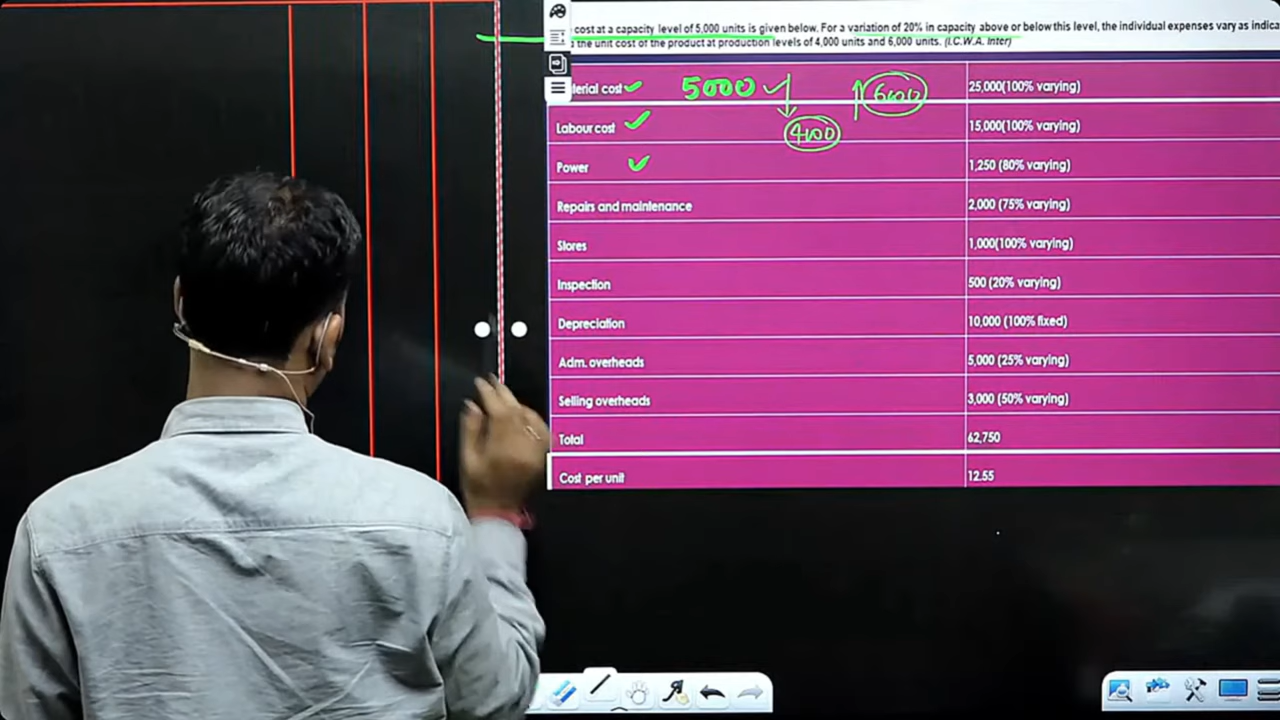 cost at a capacity level of 5,000 units is given below. For a variation of 20% in capacity above or below this level, the individual expenses vary as
the unit cost of the product at production levels of 4,000 units and 6,000 units. (I.C.W.A. Inter)
cost 5000 6000 25,000(100% varying)
Labour cost 4000 15,000(100% varying)
Power 1,250 (80% varying)
Repairs and maintenance 2,000 (75% varying)
Stores 1,000(100% varying)
Inspection 500 (20% varying)
Depreciation 10,000 (100% fixed)
Adm. overheads 5,000 (25% varying)
Selling overheads 3,000 (50% varying)
Total 62,750
Cost per unit 12.55